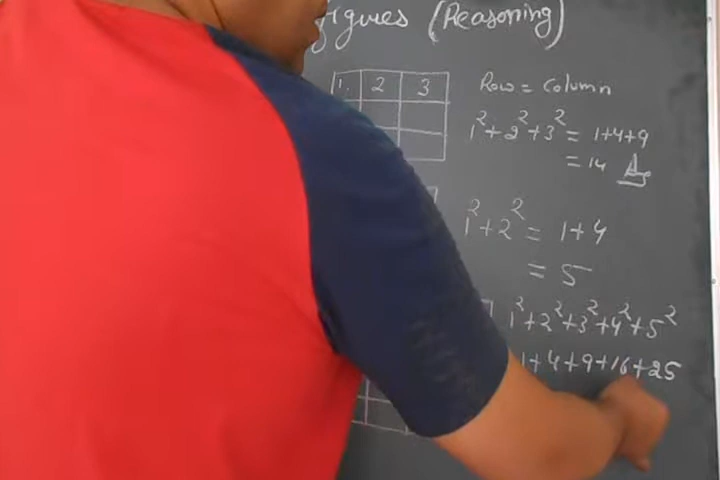 figures (Reasoning)
1. 2 3
Row = Column
1²+2²+3² = 1+4+9
= 14 Ans
1²+2² = 1+4
= 5
1²+2²+3²+4²+5²
1+4+9+16+25